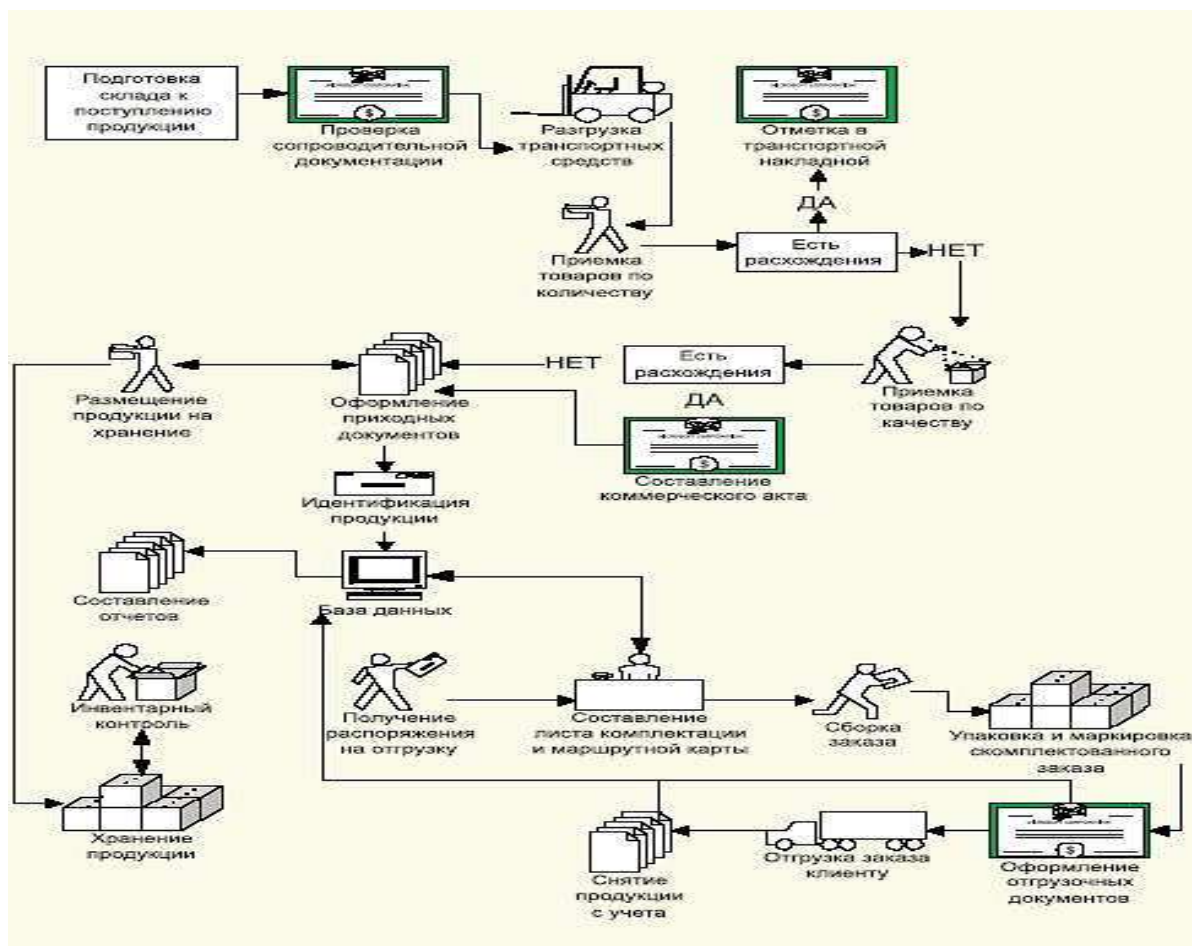 Подготовка
склада к
поступлению
продукции
Проверка
сопроводительной
документации
Разгрузка
транспортных
средств
Отметка в
транспортной
накладной
ДА
Приемка
товаров по
количеству
Есть
расхождения
НЕТ
Размещение
продукции на
хранение
Оформление
приходных
документов
НЕТ
Есть
расхождения
ДА
Приемка
товаров по
качеству
Составление
коммерческого акта
Идентификация
продукции
Составление
отчетов
База данных
Инвентарный
контроль
Получение
распоряжения
на отгрузку
Составление
листа комплектации
и маршрутной карты
Сборка
заказа
Упаковка и маркировка
скомплектованного
заказа
Хранение
продукции
Снятие
продукции
с учета
Отгрузка заказа
клиенту
Оформление
отгрузочных
документов